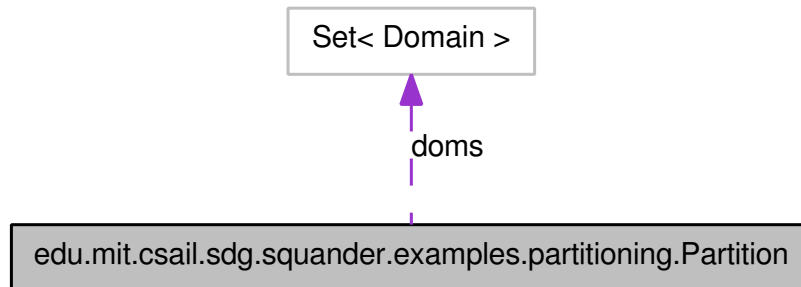 Set< Domain >
doms
edu.mit.csail.sdg.squander.examples.partitioning.Partition